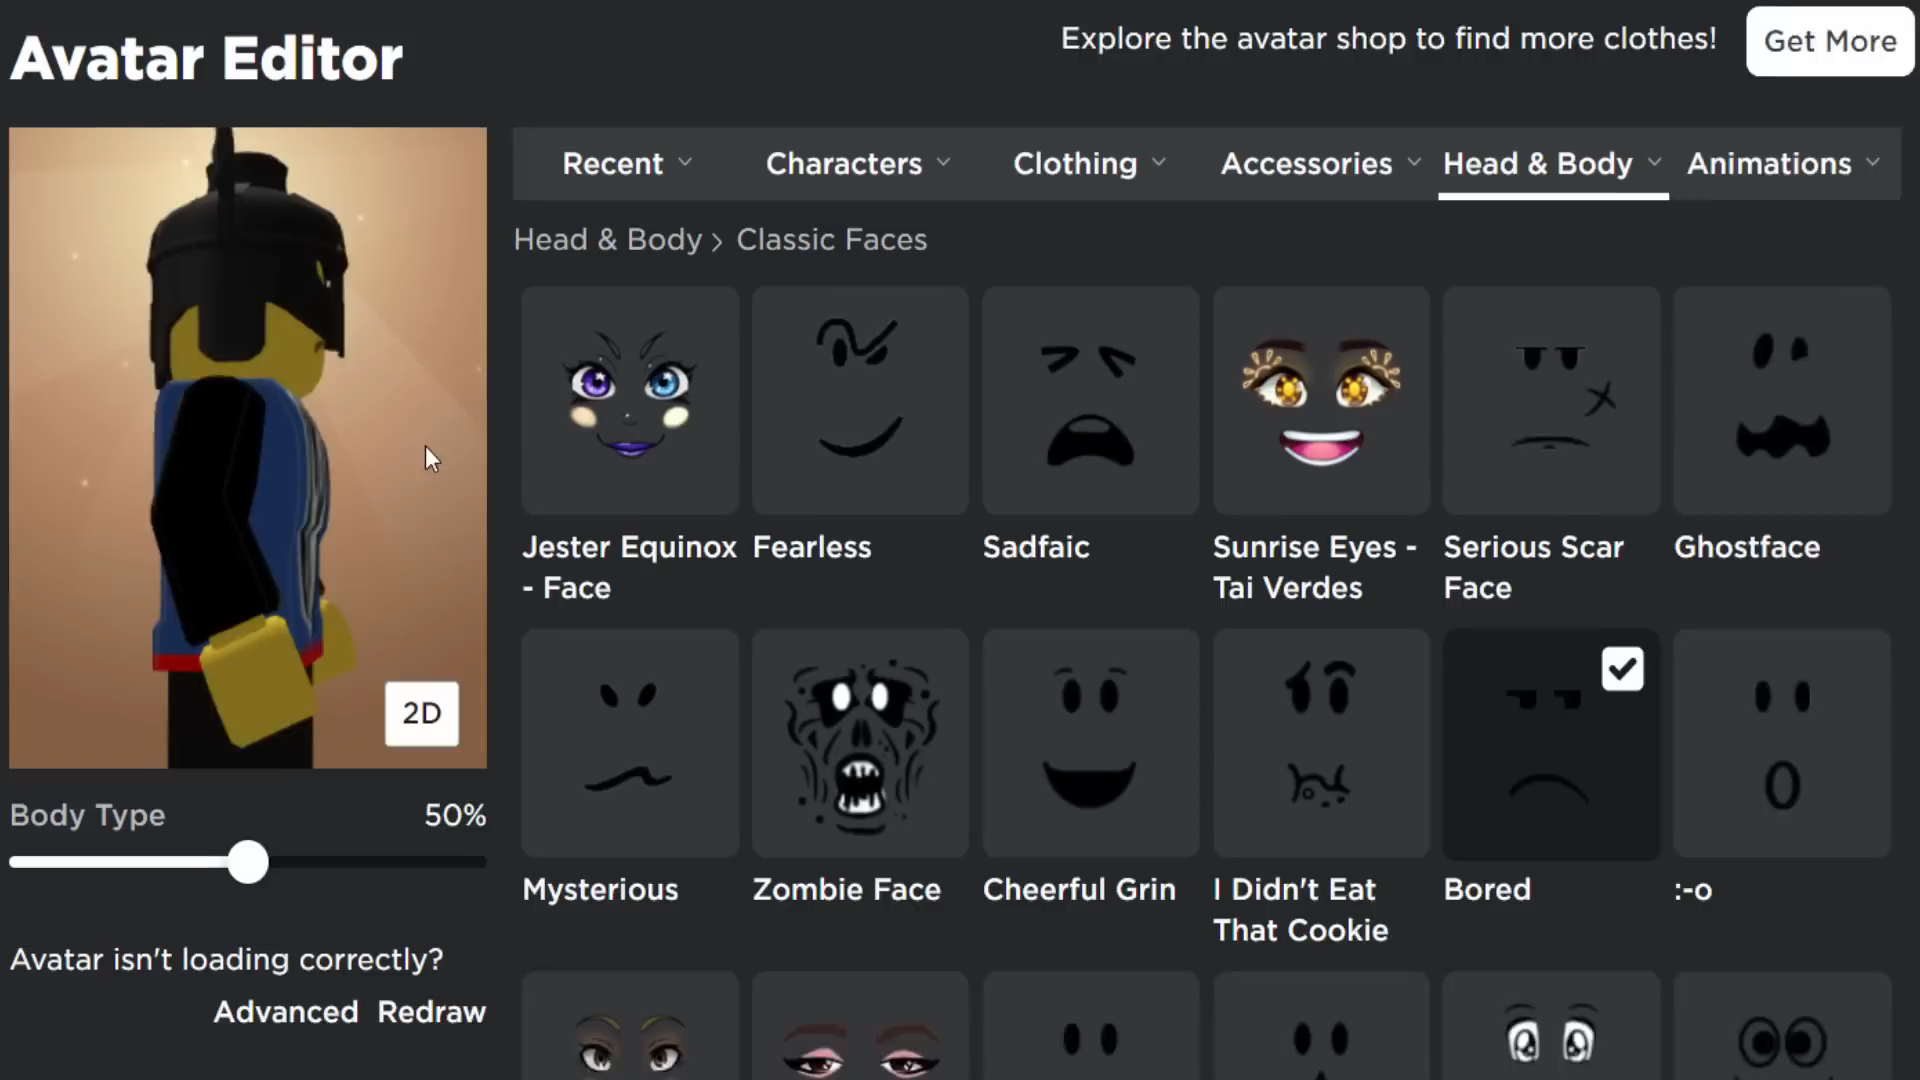 Avatar Editor
Explore the avatar shop to find more clothes!
Get More
Recent
Characters
Clothing
Accessories
Head & Body
Animations
Head & Body > Classic Faces
Jester Equinox
- Face
Fearless
Sadfaic
Sunrise Eyes -
Tai Verdes
Serious Scar
Face
Ghostface
2D
Body Type
50%
Mysterious
Zombie Face
Cheerful Grin
I Didn't Eat
That Cookie
Bored
:-o
Avatar isn't loading correctly?
Advanced
Redraw